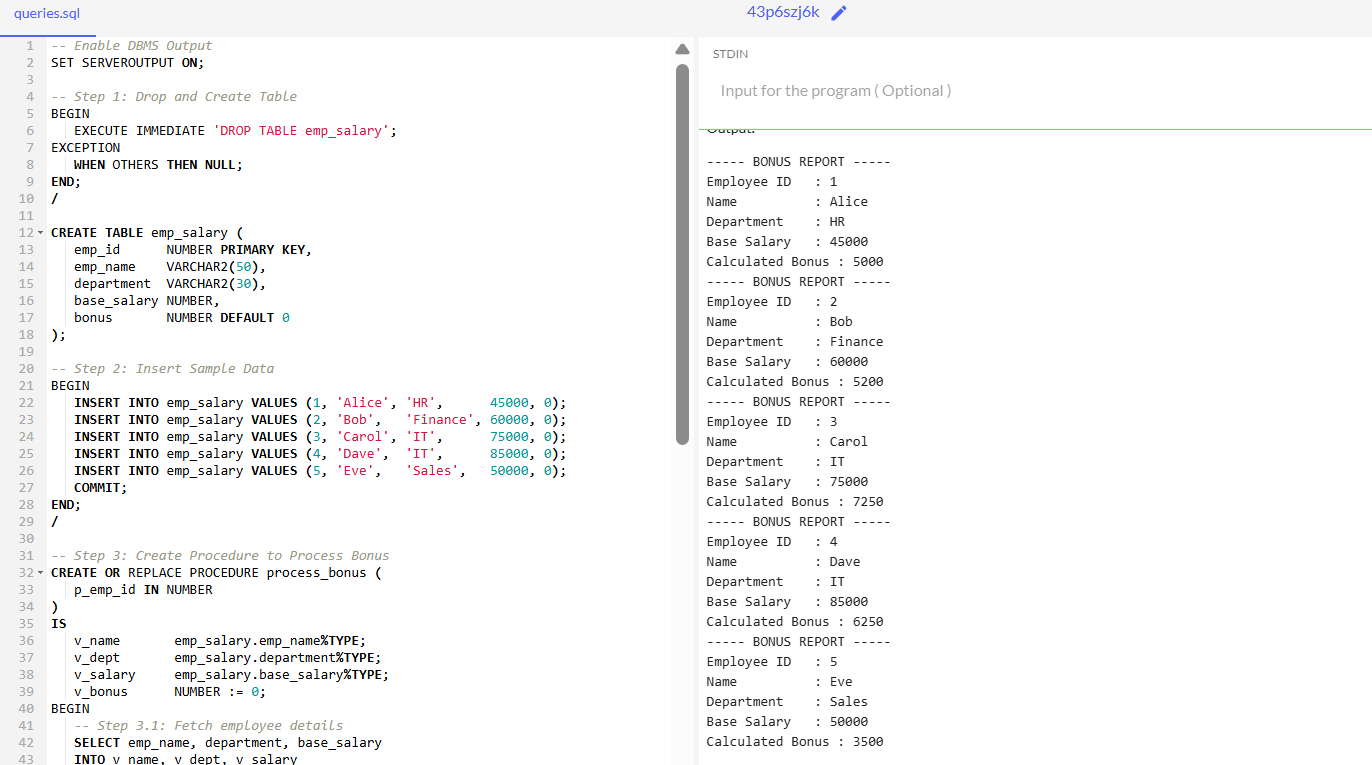 queries.sql
43p6szj6k
1 -- Enable DBMS Output
2 SET SERVEROUTPUT ON;
3
4 -- Step 1: Drop and Create Table
5 BEGIN
6    EXECUTE IMMEDIATE 'DROP TABLE emp_salary';
7 EXCEPTION
8    WHEN OTHERS THEN NULL;
9 END;
10 /
11
12 CREATE TABLE emp_salary (
13    emp_id      NUMBER PRIMARY KEY,
14    emp_name    VARCHAR2(50),
15    department  VARCHAR2(30),
16    base_salary NUMBER,
17    bonus       NUMBER DEFAULT 0
18 );
19
20 -- Step 2: Insert Sample Data
21 BEGIN
22    INSERT INTO emp_salary VALUES (1, 'Alice', 'HR',      45000, 0);
23    INSERT INTO emp_salary VALUES (2, 'Bob',   'Finance', 60000, 0);
24    INSERT INTO emp_salary VALUES (3, 'Carol', 'IT',      75000, 0);
25    INSERT INTO emp_salary VALUES (4, 'Dave',  'IT',      85000, 0);
26    INSERT INTO emp_salary VALUES (5, 'Eve',   'Sales',   50000, 0);
27    COMMIT;
28 END;
29 /
30
31 -- Step 3: Create Procedure to Process Bonus
32 CREATE OR REPLACE PROCEDURE process_bonus (
33    p_emp_id IN NUMBER
34 )
35 IS
36    v_name       emp_salary.emp_name%TYPE;
37    v_dept       emp_salary.department%TYPE;
38    v_salary     emp_salary.base_salary%TYPE;
39    v_bonus      NUMBER := 0;
40 BEGIN
41    -- Step 3.1: Fetch employee details
42    SELECT emp_name, department, base_salary
43    INTO v_name, v_dept, v_salary
STDIN
Input for the program ( Optional )
Output:
----- BONUS REPORT -----
Employee ID   : 1
Name          : Alice
Department    : HR
Base Salary   : 45000
Calculated Bonus : 5000
----- BONUS REPORT -----
Employee ID   : 2
Name          : Bob
Department    : Finance
Base Salary   : 60000
Calculated Bonus : 5200
----- BONUS REPORT -----
Employee ID   : 3
Name          : Carol
Department    : IT
Base Salary   : 75000
Calculated Bonus : 7250
----- BONUS REPORT -----
Employee ID   : 4
Name          : Dave
Department    : IT
Base Salary   : 85000
Calculated Bonus : 6250
----- BONUS REPORT -----
Employee ID   : 5
Name          : Eve
Department    : Sales
Base Salary   : 50000
Calculated Bonus : 3500